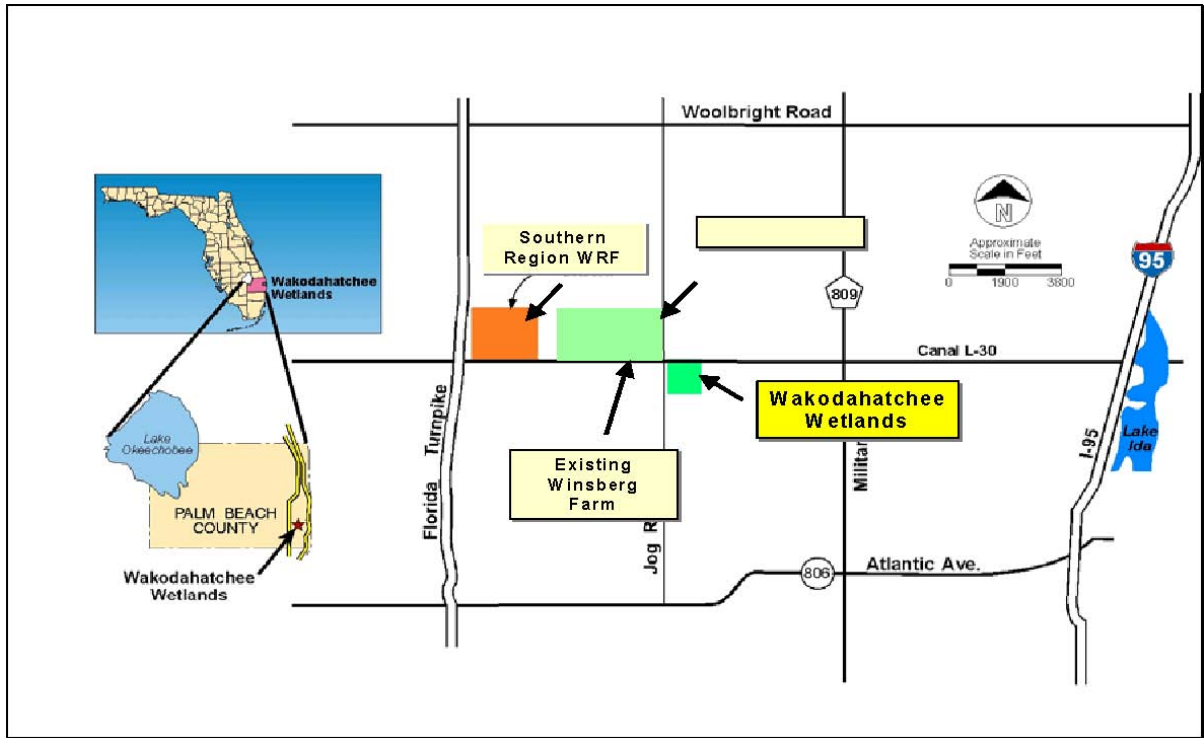 Woolbright Road
Wakodahatchee
Wetlands
Southern
Region WRF
N
Approximate
Scale in Feet
0 1900 3800
95
809
Canal L-30
Wakodahatchee
Wetlands
Lake
Okeechobee
PALM BEACH
COUNTY
Wakodahatchee
Wetlands
Florida Turnpike
Existing
Winsberg
Farm
Jog R
Militar
I-95
Lake
Ida
806
Atlantic Ave.